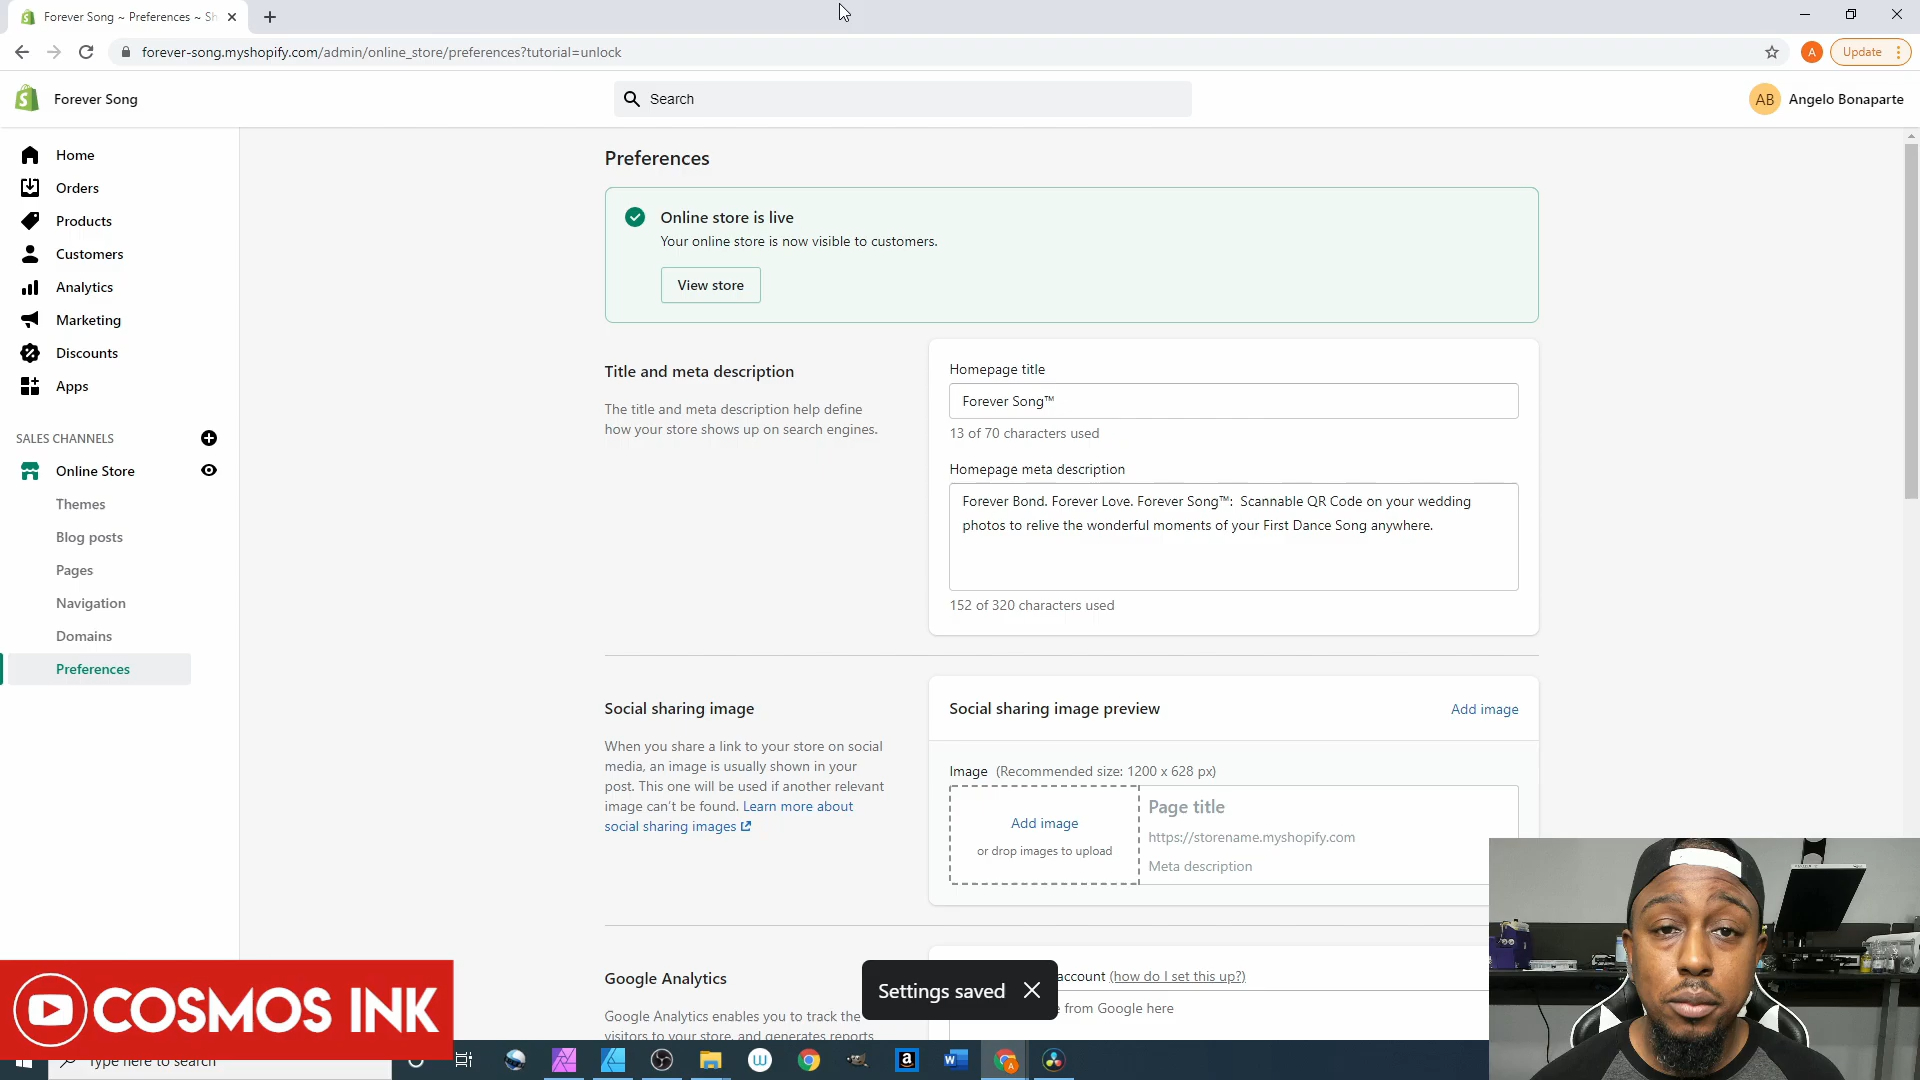 Forever Song ~ Preferences ~ Sh
forever-song.myshopify.com/admin/online_store/preferences?tutorial=unlock
A
Update
Forever Song
Search
AB
Angelo Bonaparte
Home
Orders
Products
Customers
Analytics
Marketing
Discounts
Apps
SALES CHANNELS
Online Store
Themes
Blog posts
Pages
Navigation
Domains
Preferences
Preferences
Online store is live
Your online store is now visible to customers.
View store
Title and meta description
The title and meta description help define
how your store shows up on search engines.
Homepage title
Forever Song™
13 of 70 characters used
Homepage meta description
Forever Bond. Forever Love. Forever Song™: Scannable QR Code on your wedding
photos to relive the wonderful moments of your First Dance Song anywhere.
152 of 320 characters used
Social sharing image
When you share a link to your store on social
media, an image is usually shown in your
post. This one will be used if another relevant
image can't be found. Learn more about
social sharing images
Social sharing image preview
Add image
Image (Recommended size: 1200 x 628 px)
Add image
or drop images to upload
Page title
https://storename.myshopify.com
Meta description
Google Analytics
Google Analytics enables you to track the
visitors to your store, and generates reports
account (how do I set this up?)
from Google here
Settings saved
COSMOS INK
Type here to search